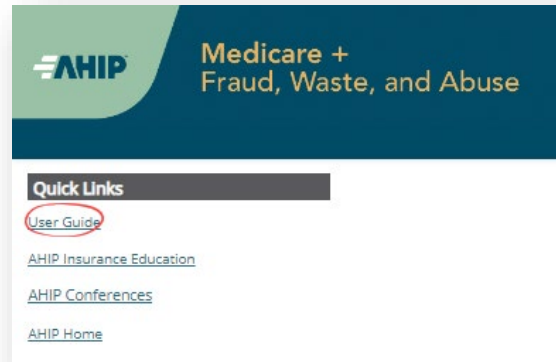 AHIP
Medicare +
Fraud, Waste, and Abuse
Quick Links
User Guide
AHIP Insurance Education
AHIP Conferences
AHIP Home